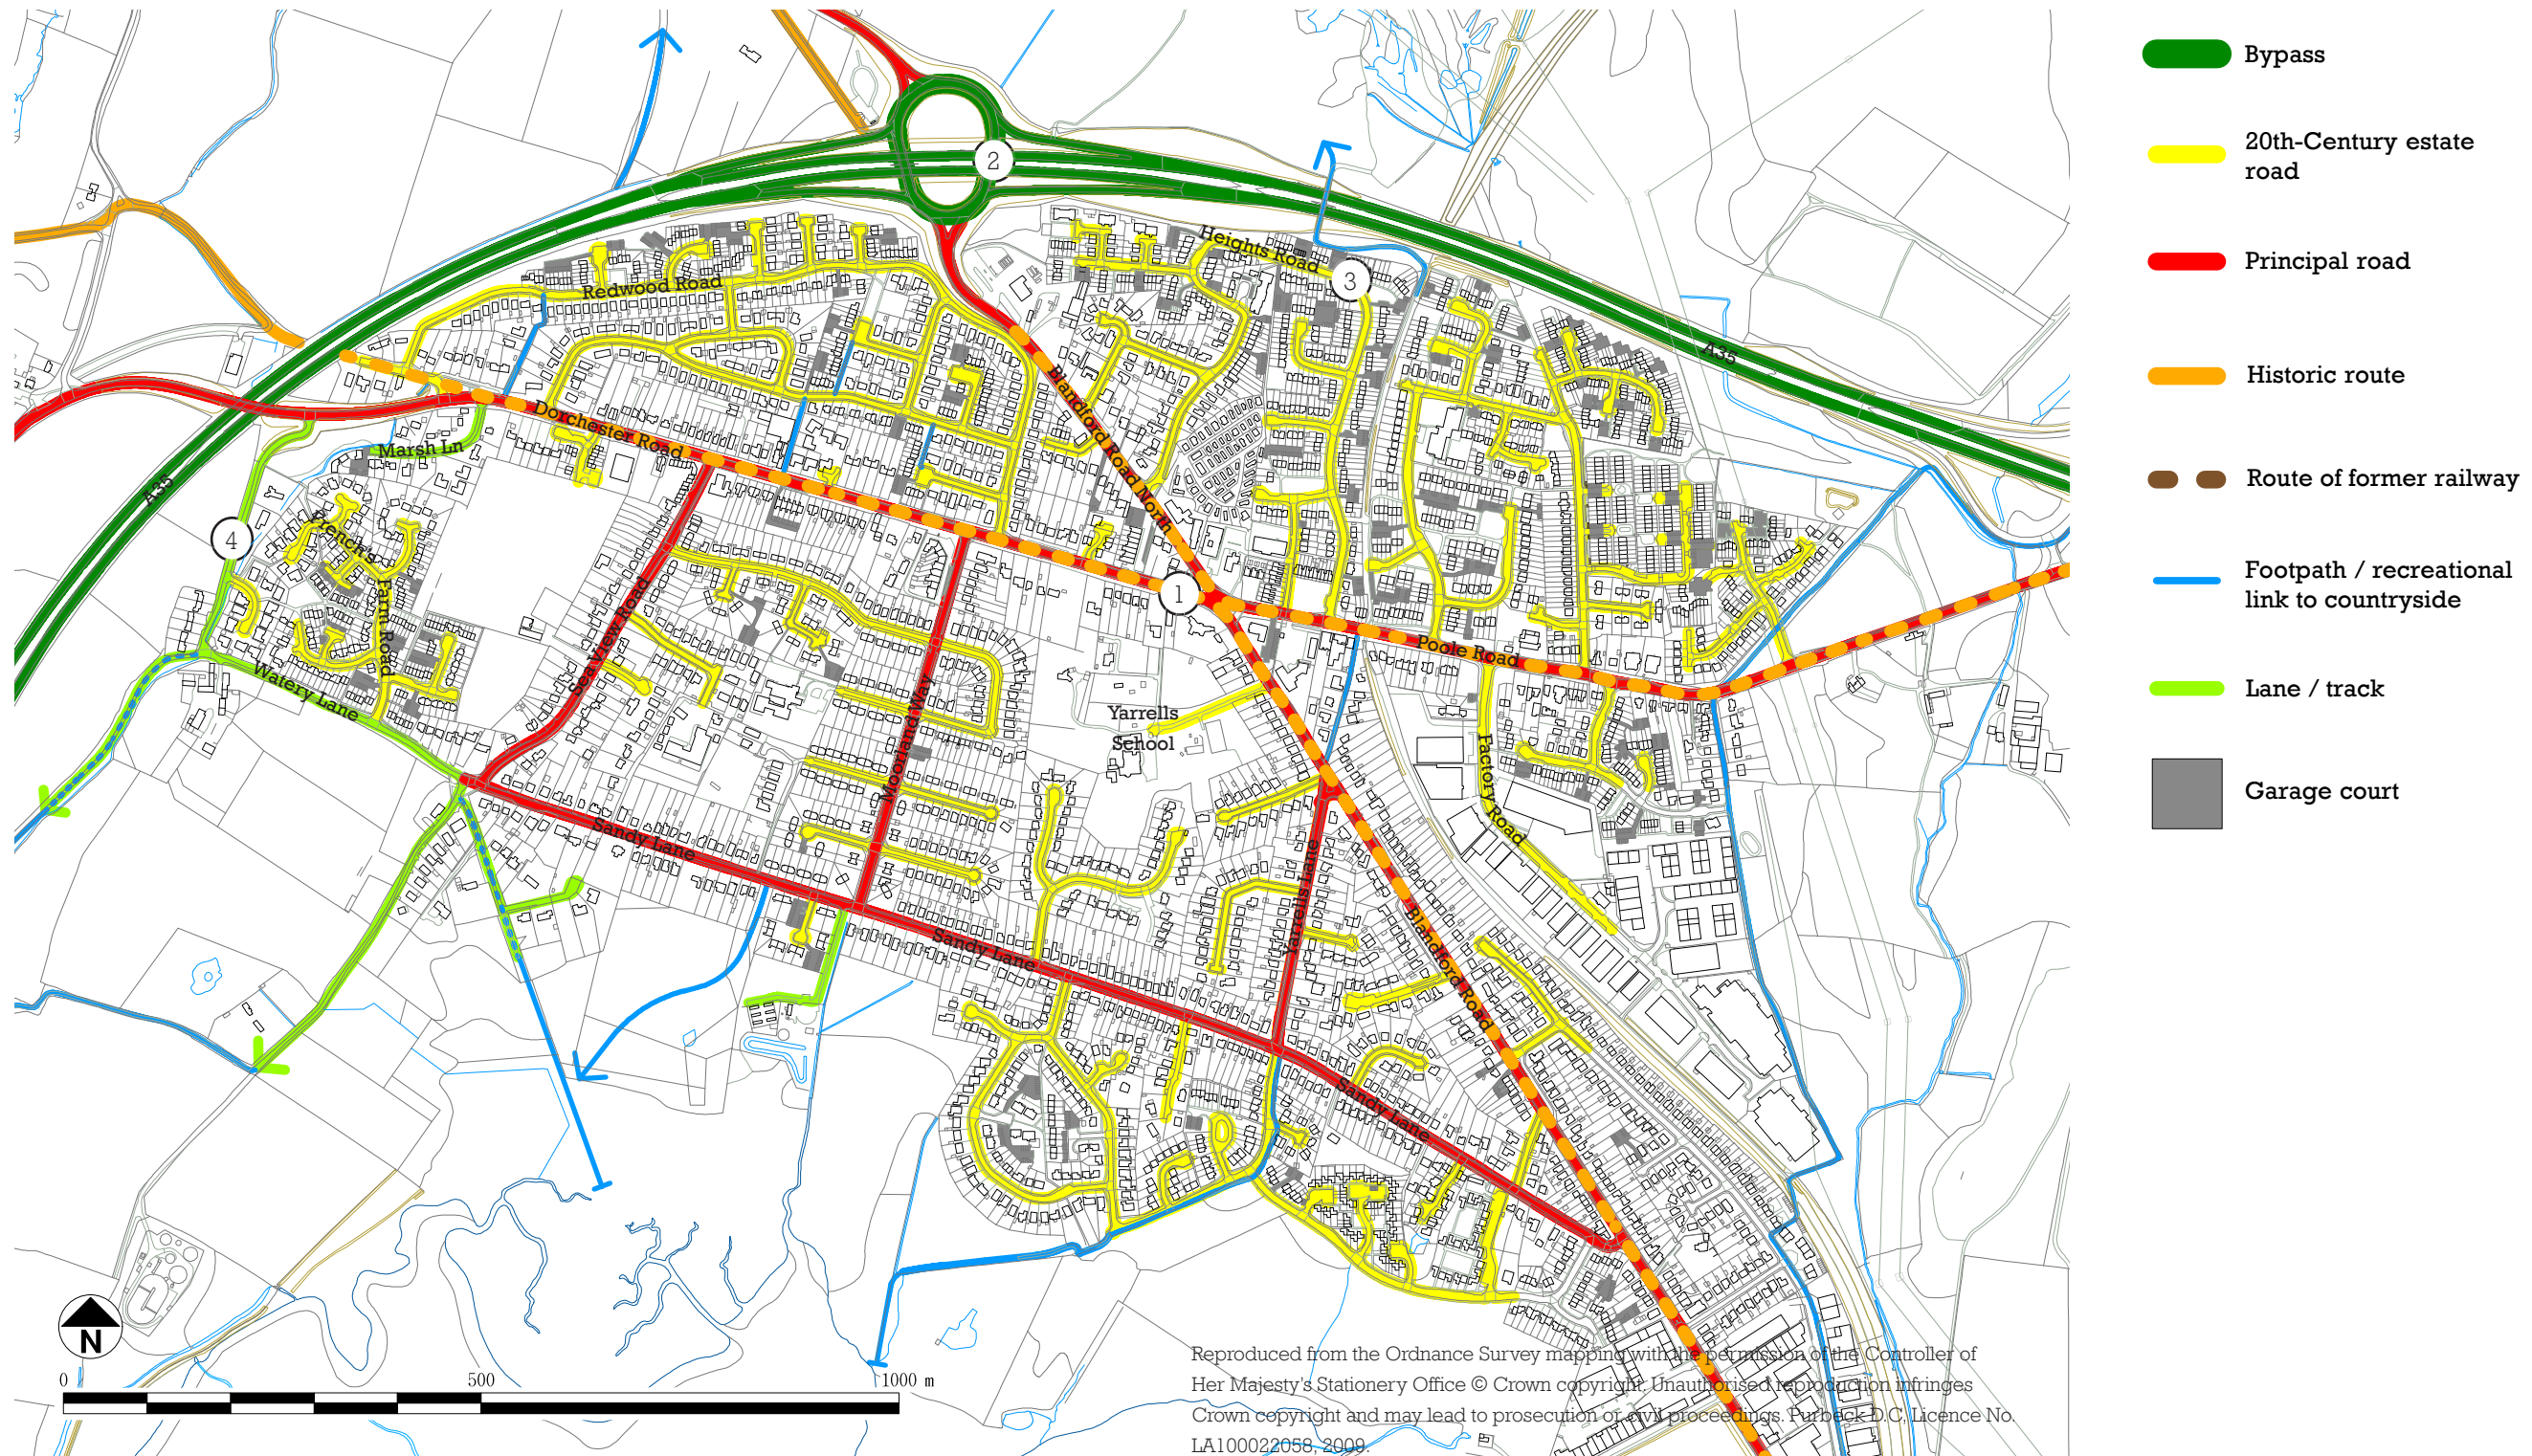 Bypass
20th-Century estate
road
Principal road
Historic route
Route of former railway
Footpath / recreational
link to countryside
Lane / track
Garage court
2
Heights Road
3
Redwood Road
A35
Blandford Road North
Dorchester Road
Marsh Ln
A35
4
French's
Farm Road
1
Seaview Road
Poole Road
Watery Lane
Moorland Way
Yarrells
School
Factory Road
Sandy Lane
Yarrells Lane
Sandy Lane
Blandford Road
Sandy Lane
N
0 500 1000 m
Reproduced from the Ordnance Survey mapping with the permission of the Controller of
Her Majesty's Stationery Office © Crown copyright. Unauthorised reproduction infringes
Crown copyright and may lead to prosecution or civil proceedings. Purbeck D.C, Licence No.
LA100022058, 2009.